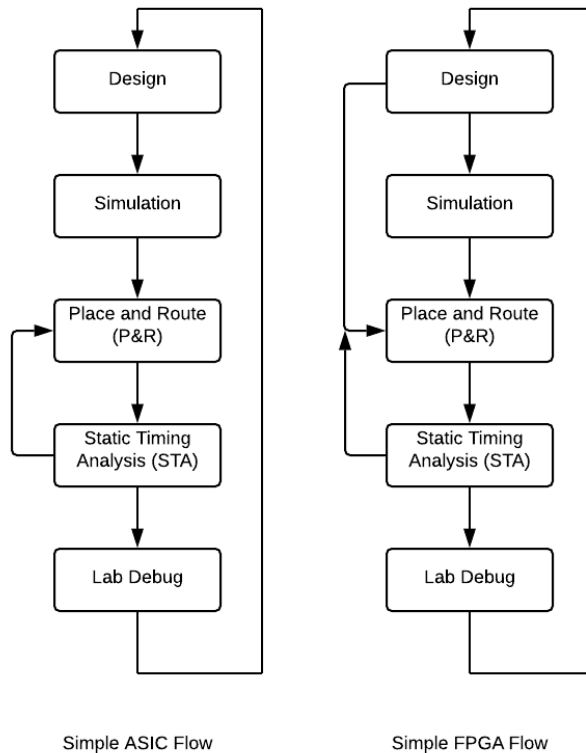 Design
Simulation
Place and Route
(P&R)
Static Timing
Analysis (STA)
Lab Debug
Simple ASIC Flow
Design
Simulation
Place and Route
(P&R)
Static Timing
Analysis (STA)
Lab Debug
Simple FPGA Flow